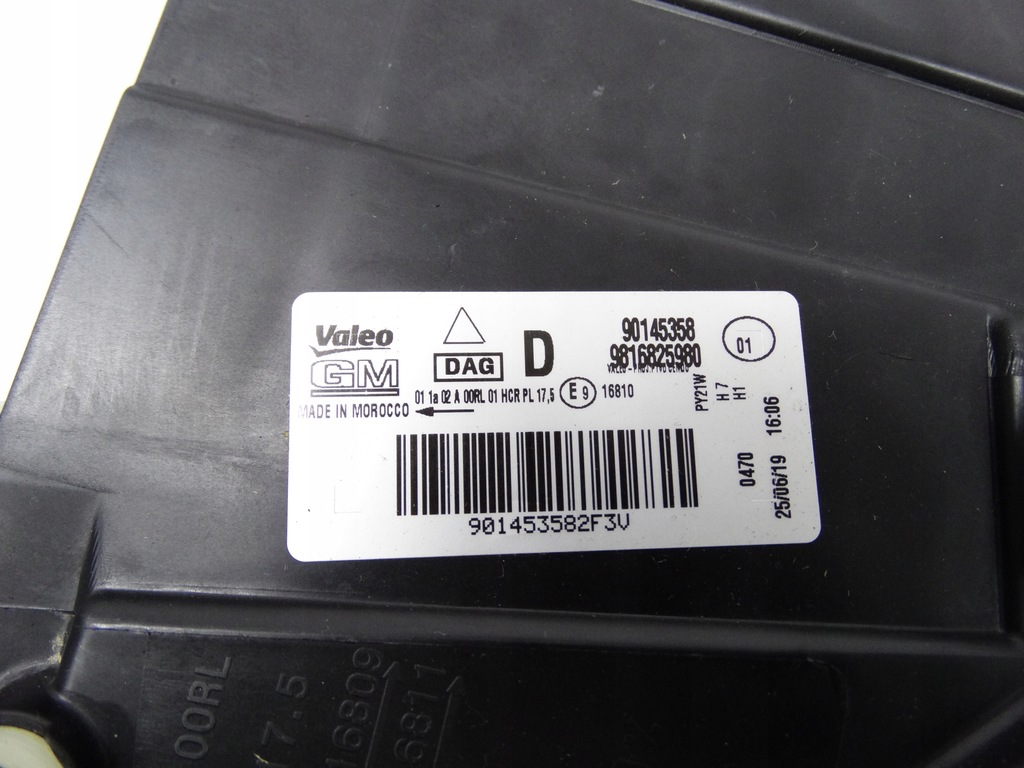 Valeo
GM
MADE IN MOROCCO
DAG
D
90145358
9816825980
01
01 1a 02 A 00RL 01 HCR PL 17,5
E 9
16810
PY21W
H7
H1
0470
25/06/19 16:06
901453582F3V
00RL
17.5
16809
6811